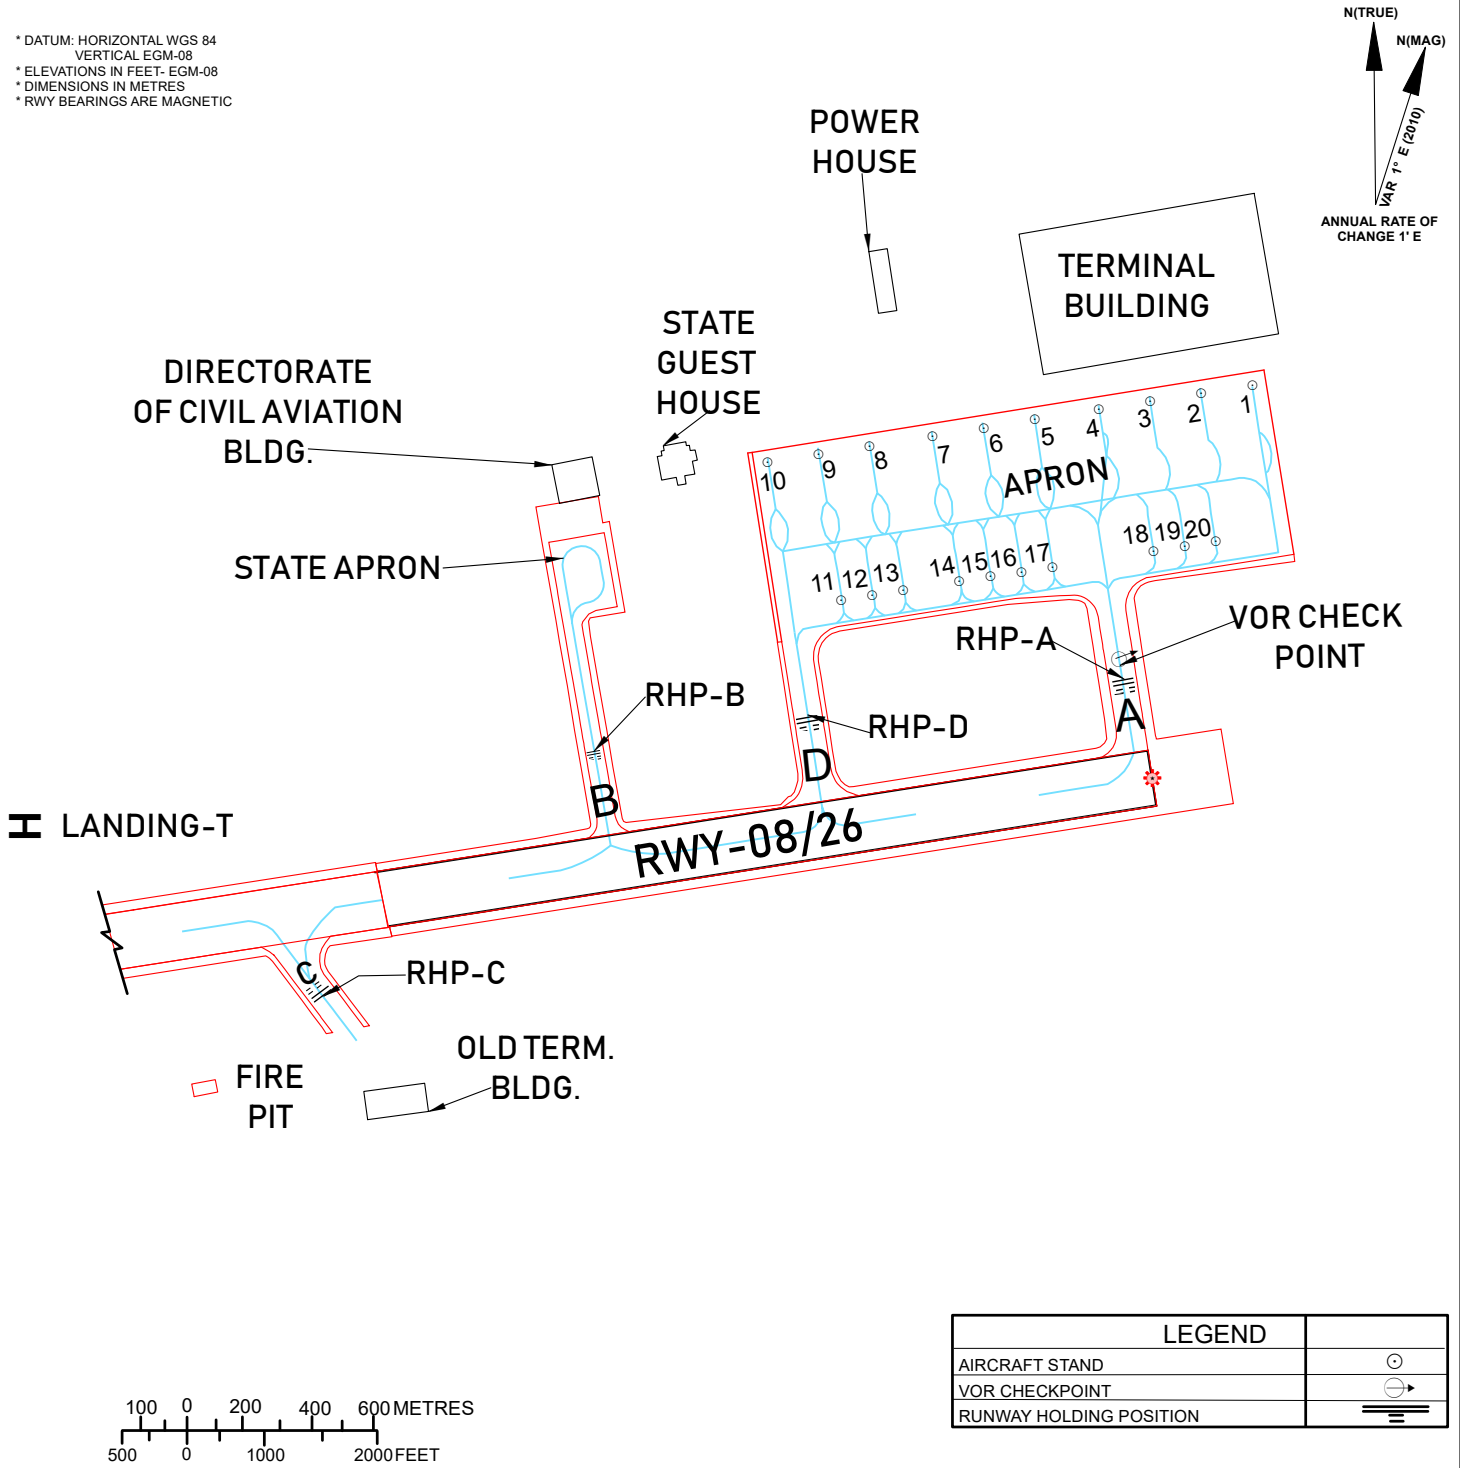 N(TRUE)
N(MAG)
VAR 1° E (2010)
ANNUAL RATE OF
CHANGE 1' E
* DATUM: HORIZONTAL WGS 84
VERTICAL EGM-08
* ELEVATIONS IN FEET- EGM-08
* DIMENSIONS IN METRES
* RWY BEARINGS ARE MAGNETIC
POWER
HOUSE
TERMINAL
BUILDING
STATE
GUEST
HOUSE
DIRECTORATE
OF CIVIL AVIATION
BLDG.
STATE APRON
10
9
8
7
6
5
4
3
2
1
APRON
11
12
13
14
15
16
17
18
19
20
RHP-A
VOR CHECK
POINT
RHP-B
RHP-D
A
D
B
RWY-08/26
H LANDING-T
C
RHP-C
FIRE
PIT
OLD TERM.
BLDG.
LEGEND
AIRCRAFT STAND
VOR CHECKPOINT
RUNWAY HOLDING POSITION
100 0 200 400 600 METRES
500 0 1000 2000 FEET